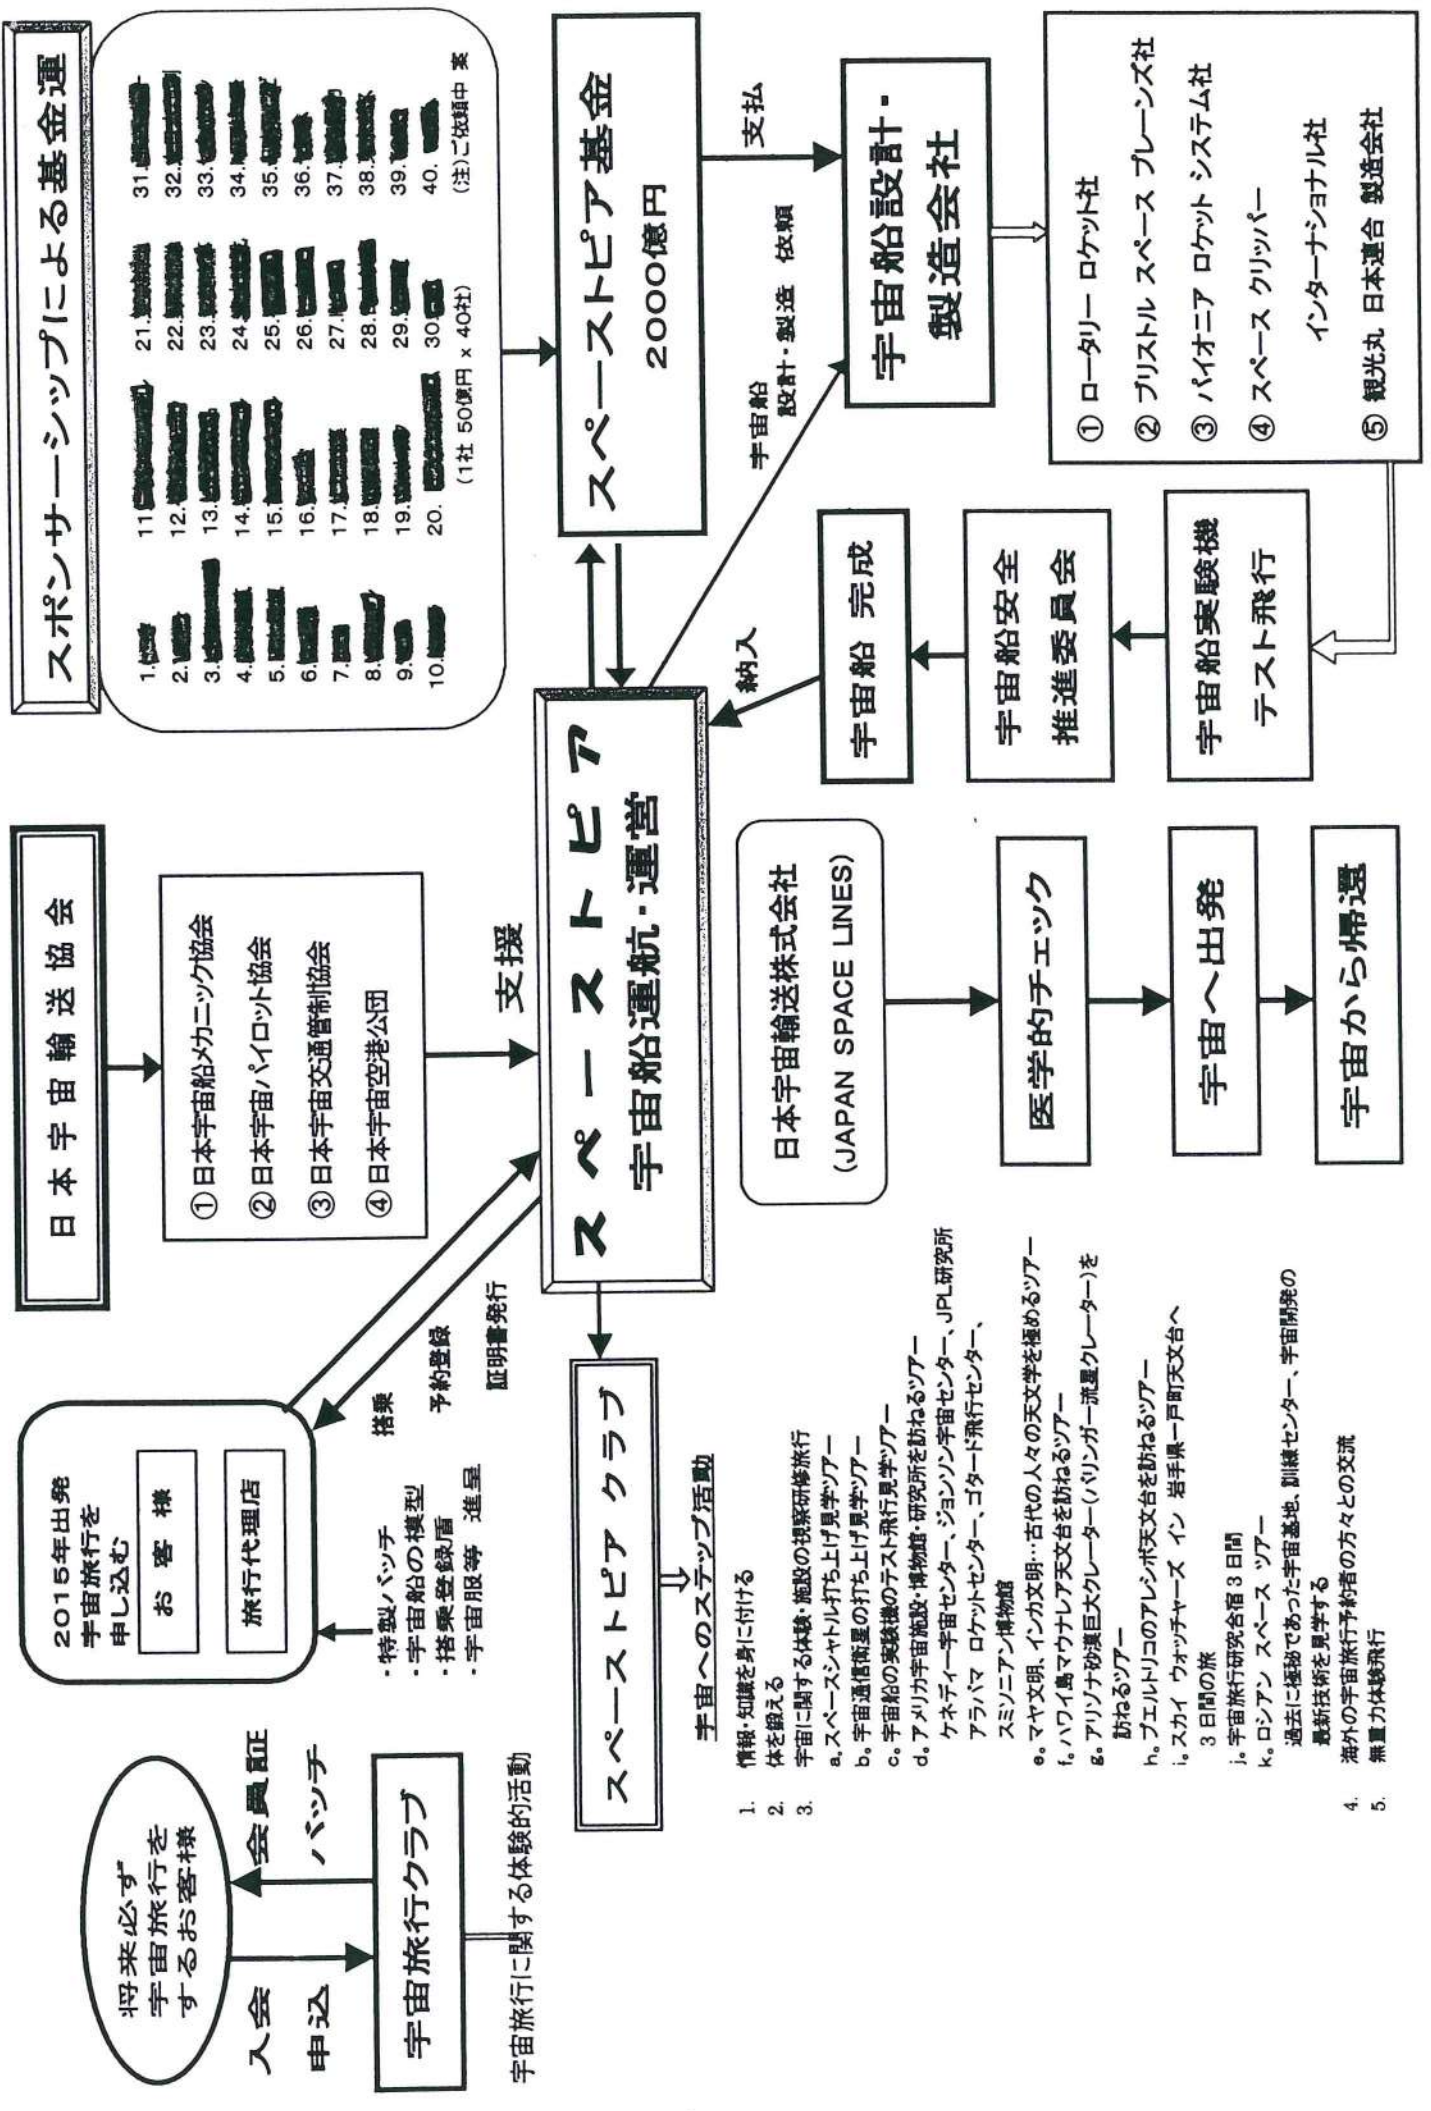 将来必ず
宇宙旅行を
するお客様
入会
申込
会員証
バッチ
宇宙旅行クラブ
宇宙旅行に関する体験的活動
2015年出発
宇宙旅行を
申し込む
お客様
旅行代理店
・特製バッチ
・宇宙船の模型
・搭乗登録盾
・宇宙服等 進呈
搭乗
予約登録
証明書発行
日本宇宙輸送協会
①日本宇宙船メカニック協会
②日本宇宙パイロット協会
③日本宇宙交通管制協会
④日本宇宙空港公団
支援
スポンサーシップによる基金運
1.
2.
3.
4.
5.
6.
7.
8.
9.
10.
11
12.
13.
14.
15.
16.
17.
18.
19.
20.
21.
22.
23.
24.
25.
26.
27.
28.
29.
30
31.
32.
33.
34.
35.
36.
37.
38.
39.
40.
(1社 50億円 x 40社)
(注)ご依頼中 案
スペーストピア基金
2000億円
支払
スペーストピア
宇宙船運航・運営
宇宙船
設計・製造 依頼
宇宙船設計・
製造会社
① ロータリー ロケット社
② ブリストル スペース プレーンズ社
③ パイオニア ロケット システム社
④ スペース クリッパー
インターナショナル社
⑤ 観光丸 日本連合 製造会社
宇宙船実験機
テスト飛行
宇宙船安全
推進委員会
宇宙船 完成
納入
日本宇宙輸送株式会社
(JAPAN SPACE LINES)
医学的チェック
宇宙へ出発
宇宙から帰還
スペーストピア クラブ
宇宙へのステップ活動
1. 情報・知識を身に付ける
2. 体を鍛える
3. 宇宙に関する体験・施設の視察研修旅行
a。スペースシャトル打ち上げ見学ツアー
b。宇宙通信衛星の打ち上げ見学ツアー
c。宇宙船の実験機のテスト飛行見学ツアー
d。アメリカ宇宙施設・博物館・研究所を訪ねるツアー
ケネディー宇宙センター、ジョンソン宇宙センター、JPL研究所
アラバマ ロケットセンター、ゴタード飛行センター、
スミソニアン博物館
e。マヤ文明、インカ文明…古代の人々の天文学を極めるツアー
f。ハワイ島マウナレア天文台を訪ねるツアー
g。アリゾナ砂漠巨大クレーター(バリンガー流星クレーター)を
訪ねるツアー
h。プエルトリコのアレシボ天文台を訪ねるツアー
i。スカイ ウォッチャーズ イン 岩手県一戸町天文台へ
3日間の旅
j。宇宙旅行研究合宿3日間
k。ロシアン スペース ツアー
過去に極秘であった宇宙基地、訓練センター、宇宙開発の
最新技術を見学する
4. 海外の宇宙旅行予約者の方々との交流
5. 無重力体験飛行